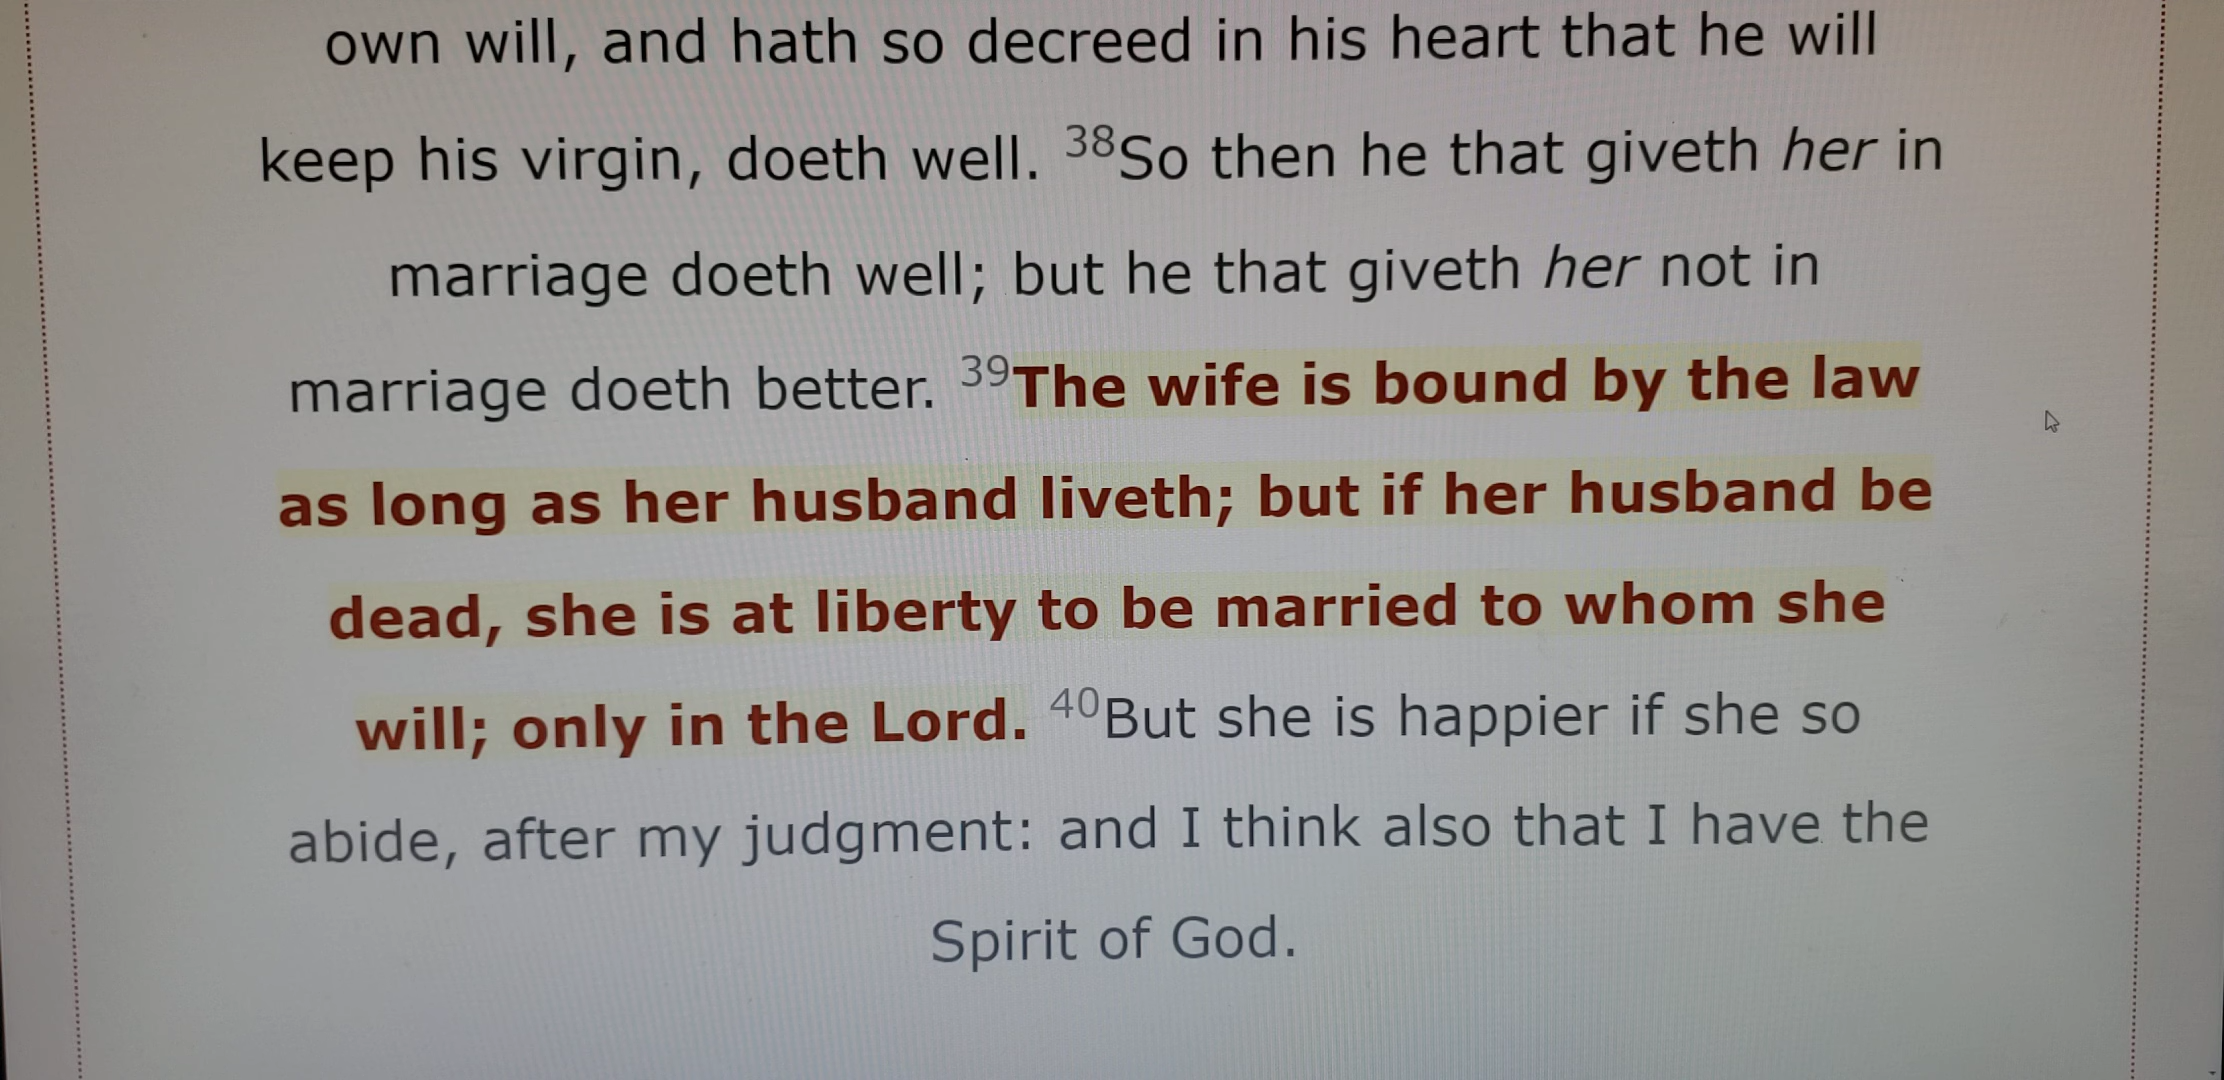 own will, and hath so decreed in his heart that he will
keep his virgin, doeth well. 38So then he that giveth her in
marriage doeth well; but he that giveth her not in
marriage doeth better. 39The wife is bound by the law
as long as her husband liveth; but if her husband be
dead, she is at liberty to be married to whom she
will; only in the Lord. 40But she is happier if she so
abide, after my judgment: and I think also that I have the
Spirit of God.